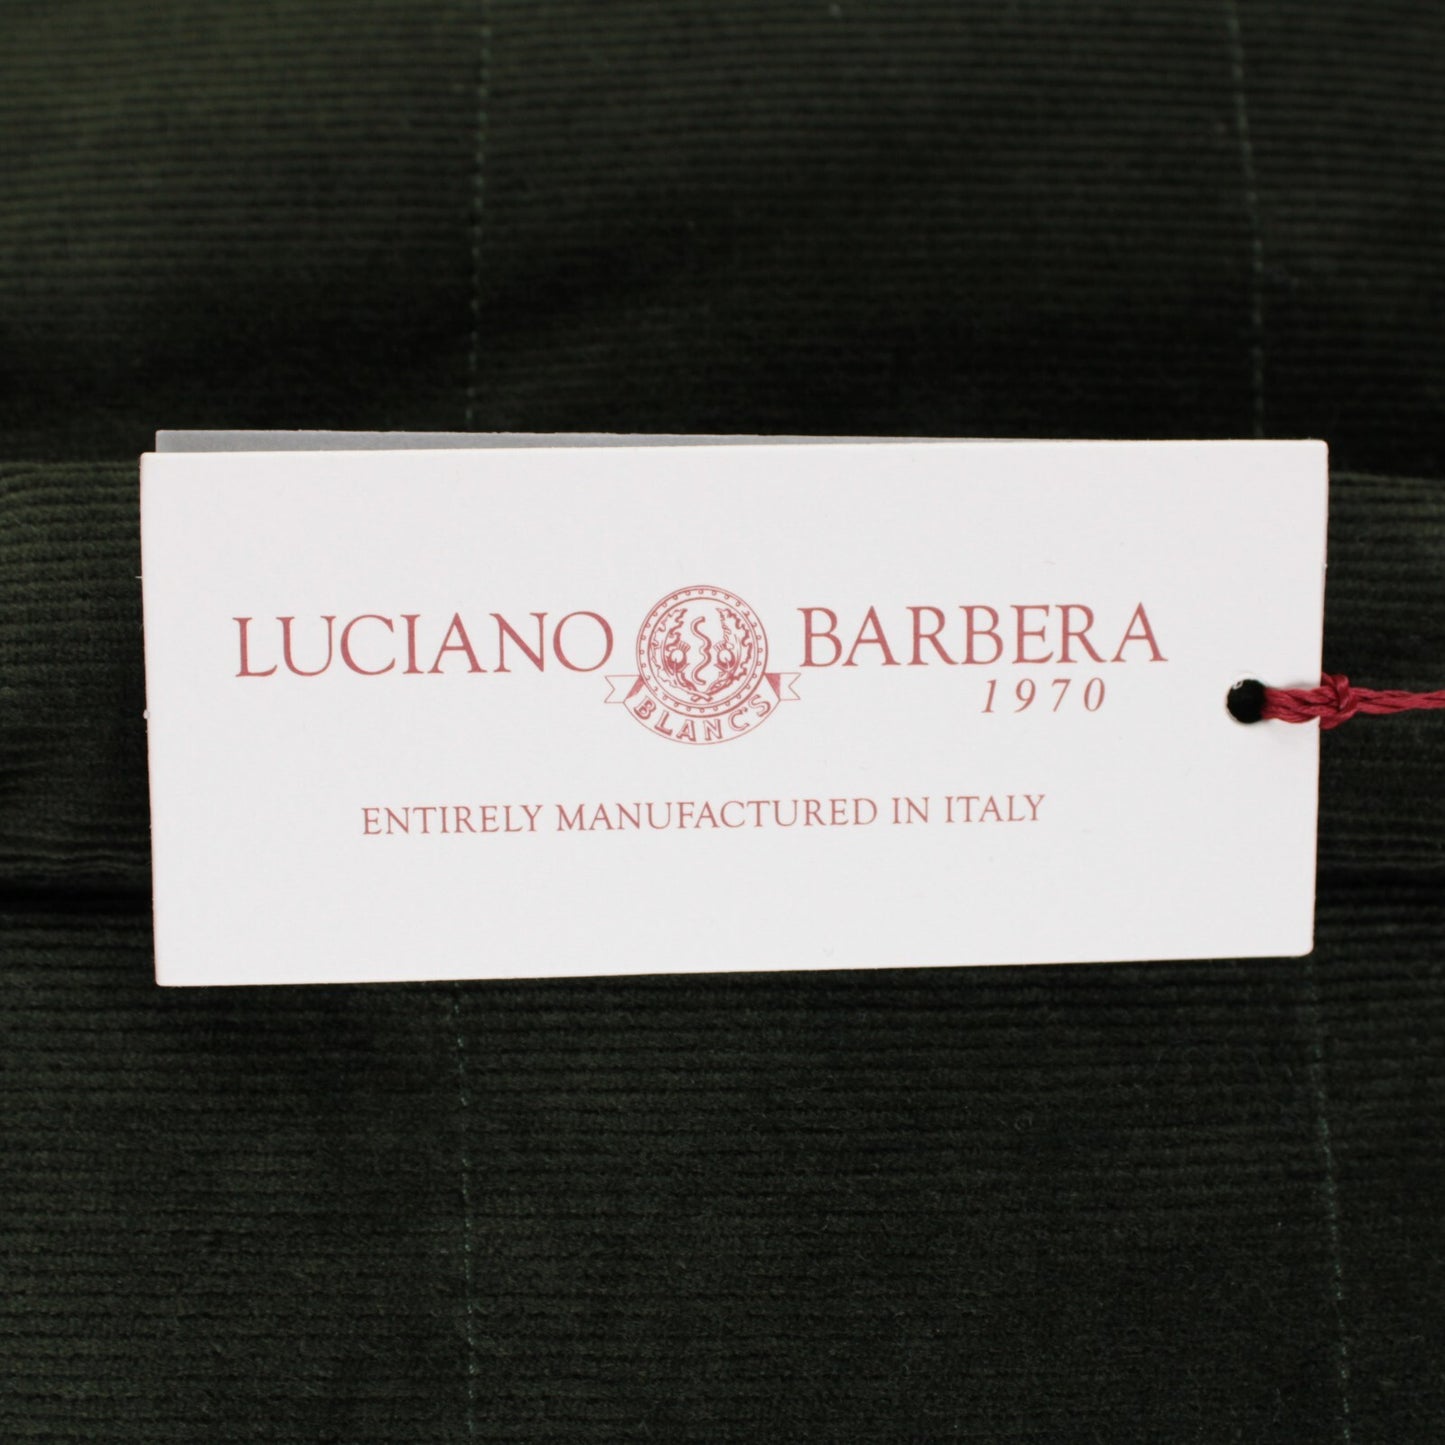 LUCIANO BARBERA
1970
BLANC'S
ENTIRELY MANUFACTURED IN ITALY